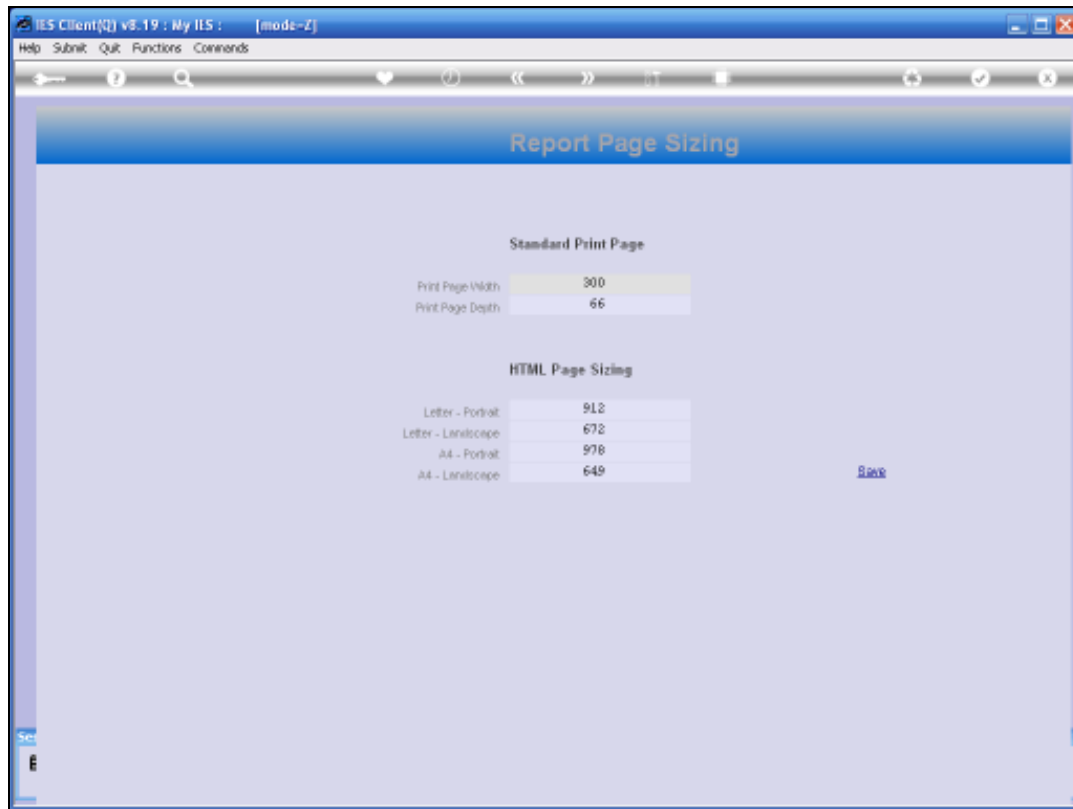 IES Client(Q) v8.19 : My IES : [mode=Z]
Help Submit Quit Functions Commands
Report Page Sizing
Standard Print Page
Print Page Width 300
Print Page Depth 66
HTML Page Sizing
Letter - Portrait 912
Letter - Landscape 672
A4 - Portrait 978
A4 - Landscape 649 Save
Ses